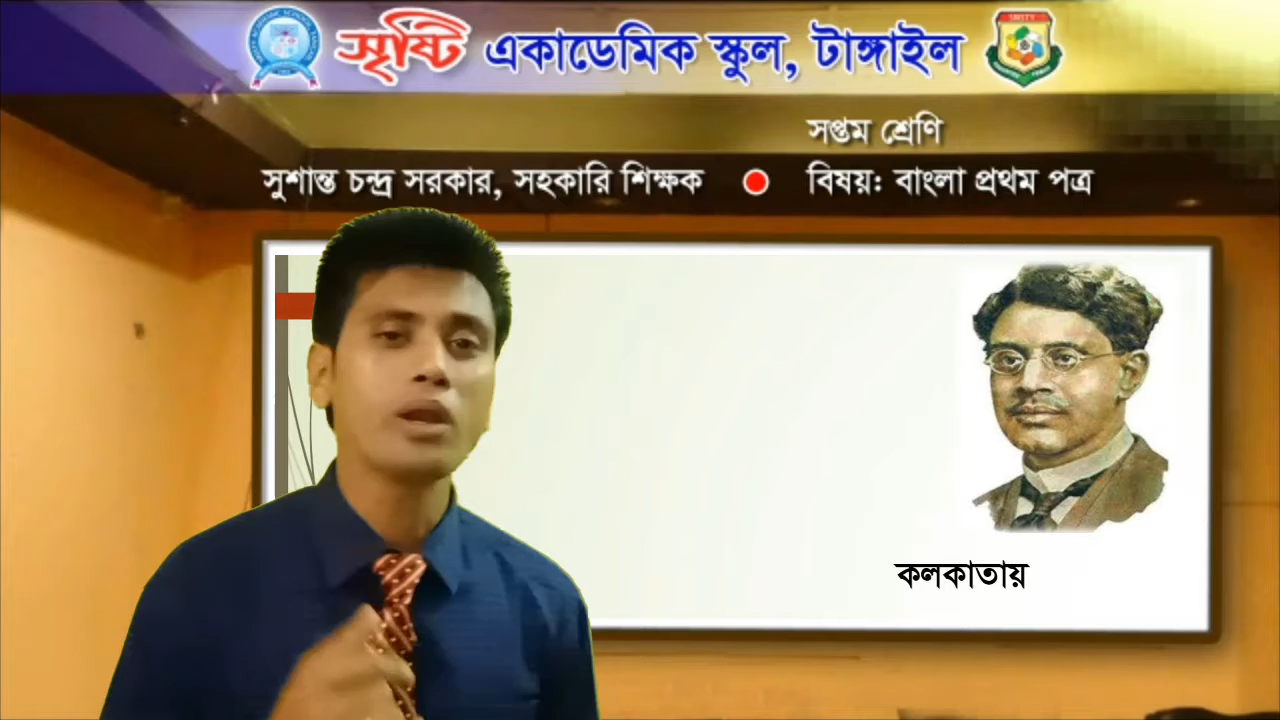 সৃষ্টি একাডেমিক স্কুল, টাঙ্গাইল
সপ্তম শ্রেণি
সুশান্ত চন্দ্র সরকার, সহকারি শিক্ষক
বিষয়: বাংলা প্রথম পত্র
কলকাতায়